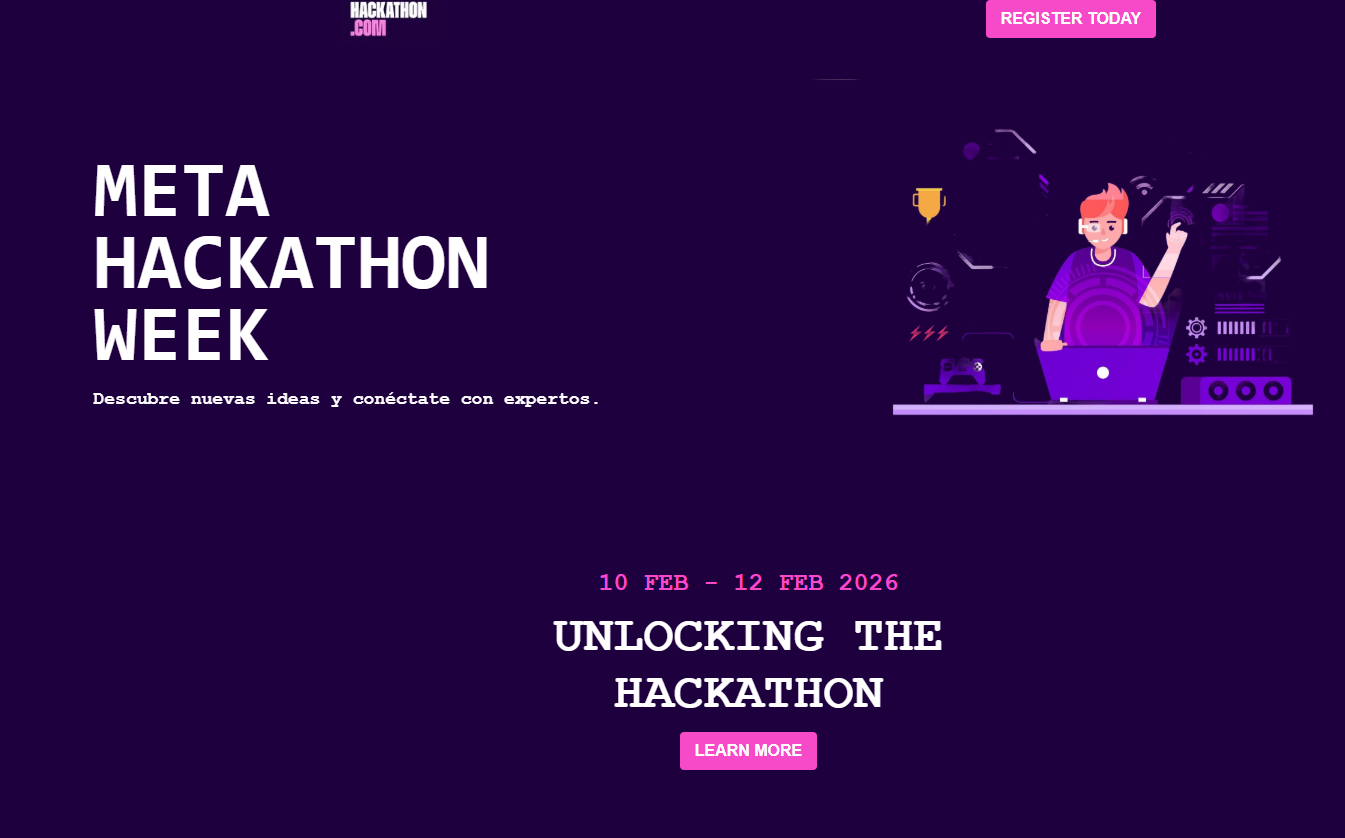 HACKATHON
.COM
REGISTER TODAY
META
HACKATHON
WEEK
Descubre nuevas ideas y conéctate con expertos.
10 FEB - 12 FEB 2026
UNLOCKING THE
HACKATHON
LEARN MORE